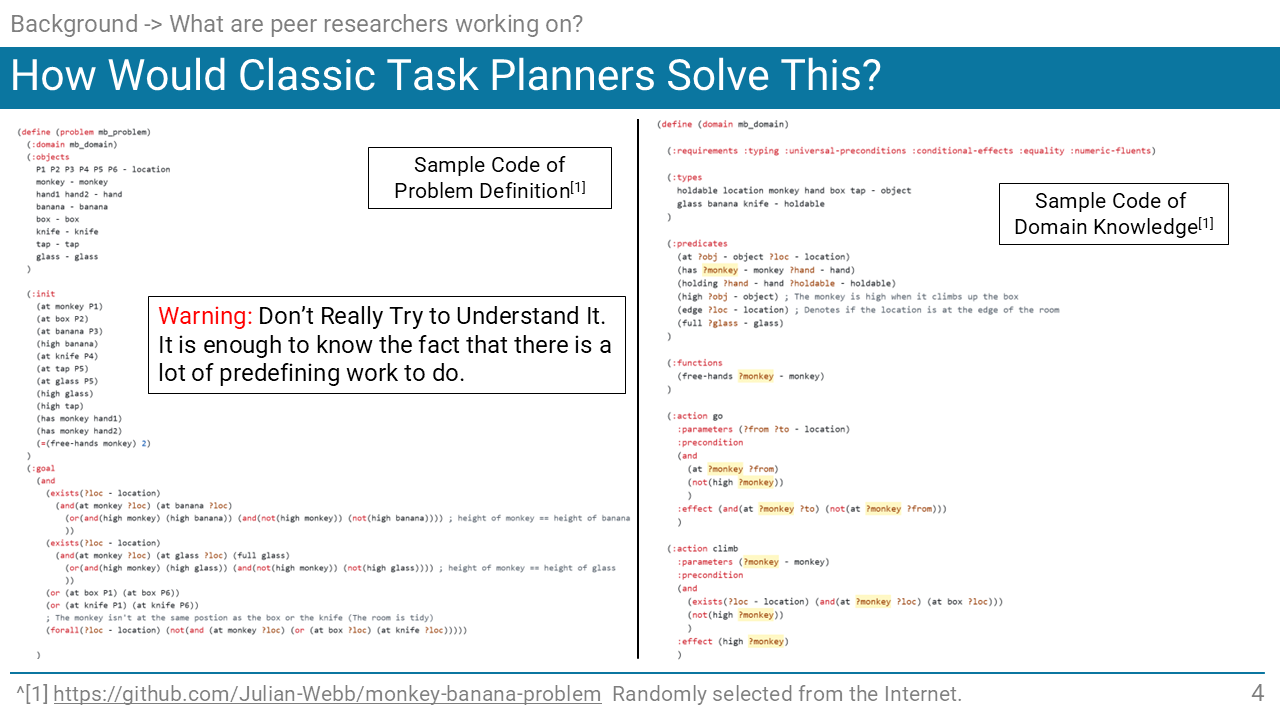 Background -> What are peer researchers working on?
How Would Classic Task Planners Solve This?
(define (problem mb_problem)
(:domain mb_domain)
(:objects
P1 P2 P3 P4 P5 P6 - location
monkey - monkey
hand1 hand2 - hand
banana - banana
box - box
knife - knife
tap - tap
glass - glass
)
(:init
(at monkey P1)
(at box P2)
(at banana P3)
(high banana)
(at knife P4)
(at tap P5)
(at glass P5)
(high glass)
(high tap)
(has monkey hand1)
(has monkey hand2)
(=(free-hands monkey) 2)
)
(:goal
(and
(exists(?loc - location)
(and(at monkey ?loc) (at banana ?loc)
(or(and(high monkey) (high banana)) (and(not(high monkey)) (not(high banana)))) ; height of monkey == height of banana
))
(exists(?loc - location)
(and(at monkey ?loc) (at glass ?loc) (full glass)
(or(and(high monkey) (high glass)) (and(not(high monkey)) (not(high glass)))) ; height of monkey == height of glass
))
(or (at box P1) (at box P6))
(or (at knife P1) (at knife P6))
; The monkey isn't at the same postion as the box or the knife (The room is tidy)
(forall(?loc - location) (not(and (at monkey ?loc) (or (at box ?loc) (at knife ?loc)))))
)
Sample Code of
Problem Definition[1]
Warning: Don't Really Try to Understand It.
It is enough to know the fact that there is a
lot of predefining work to do.
(define (domain mb_domain)
(:requirements :typing :universal-preconditions :conditional-effects :equality :numeric-fluents)
(:types
holdable location monkey hand box tap - object
glass banana knife - holdable
)
(:predicates
(at ?obj - object ?loc - location)
(has ?monkey - monkey ?hand - hand)
(holding ?hand - hand ?holdable - holdable)
(high ?obj - object) ; The monkey is high when it climbs up the box
(edge ?loc - location) ; Denotes if the location is at the edge of the room
(full ?glass - glass)
)
(:functions
(free-hands ?monkey - monkey)
)
(:action go
:parameters (?from ?to - location)
:precondition
(and
(at ?monkey ?from)
(not(high ?monkey))
)
:effect (and(at ?monkey ?to) (not(at ?monkey ?from)))
)
(:action climb
:parameters (?monkey - monkey)
:precondition
(and
(exists(?loc - location) (and(at ?monkey ?loc) (at ?box ?loc)))
(not(high ?monkey))
)
:effect (high ?monkey)
)
Sample Code of
Domain Knowledge[1]
^[1] https://github.com/Julian-Webb/monkey-banana-problem Randomly selected from the Internet.
4